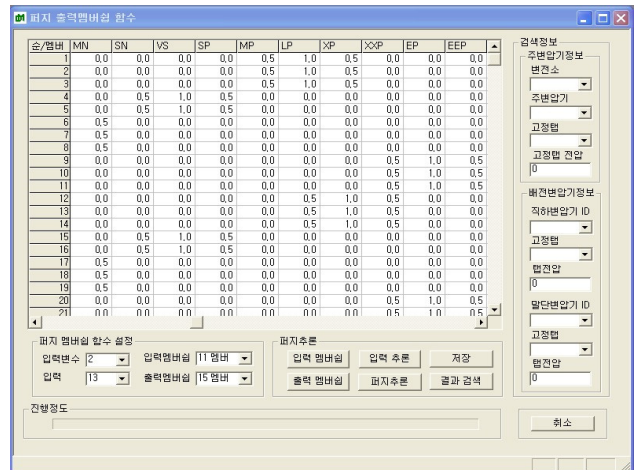 퍼지 출력멤버쉽 함수
순/멤버 MN SN VS SP MP LP XP XXP EP EEP
1 0,0 0,0 0,0 0,0 0,5 1,0 0,5 0,0 0,0 0,0
2 0,0 0,0 0,0 0,0 0,5 1,0 0,5 0,0 0,0 0,0
3 0,0 0,0 0,0 0,0 0,5 1,0 0,5 0,0 0,0 0,0
4 0,0 0,5 1,0 0,5 0,0 0,0 0,0 0,0 0,0 0,0
5 0,0 0,5 1,0 0,5 0,0 0,0 0,0 0,0 0,0 0,0
6 0,5 0,0 0,0 0,0 0,0 0,0 0,0 0,0 0,0 0,0
7 0,5 0,0 0,0 0,0 0,0 0,0 0,0 0,0 0,0 0,0
8 0,5 0,0 0,0 0,0 0,0 0,0 0,0 0,0 0,0 0,0
9 0,0 0,0 0,0 0,0 0,0 0,0 0,0 0,5 1,0 0,5
10 0,0 0,0 0,0 0,0 0,0 0,0 0,0 0,5 1,0 0,5
11 0,0 0,0 0,0 0,0 0,0 0,0 0,0 0,5 1,0 0,5
12 0,0 0,0 0,0 0,0 0,0 0,5 1,0 0,5 0,0 0,0
13 0,0 0,0 0,0 0,0 0,0 0,5 1,0 0,5 0,0 0,0
14 0,0 0,0 0,0 0,0 0,0 0,5 1,0 0,5 0,0 0,0
15 0,0 0,5 1,0 0,5 0,0 0,0 0,0 0,0 0,0 0,0
16 0,0 0,5 1,0 0,5 0,0 0,0 0,0 0,0 0,0 0,0
17 0,5 0,0 0,0 0,0 0,0 0,0 0,0 0,0 0,0 0,0
18 0,5 0,0 0,0 0,0 0,0 0,0 0,0 0,0 0,0 0,0
19 0,5 0,0 0,0 0,0 0,0 0,0 0,0 0,0 0,0 0,0
20 0,0 0,0 0,0 0,0 0,0 0,0 0,0 0,5 1,0 0,5
21 0,0 0,0 0,0 0,0 0,0 0,0 0,0 0,5 1,0 0,5
퍼지 멤버쉽 함수 설정
입력변수 2 입력멤버쉽 11 멤버
입력 13 출력멤버쉽 15 멤버
퍼지추론
입력 멤버쉽 입력 추론 저장
출력 멤버쉽 퍼지추론 결과 검색
진행정도
검색정보
주변압기정보
변전소
주변압기
고정탭
고정탭 전압
0
배전변압기정보
직하변압기 ID
고정탭
탭전압
0
말단변압기 ID
고정탭
탭전압
0
취소